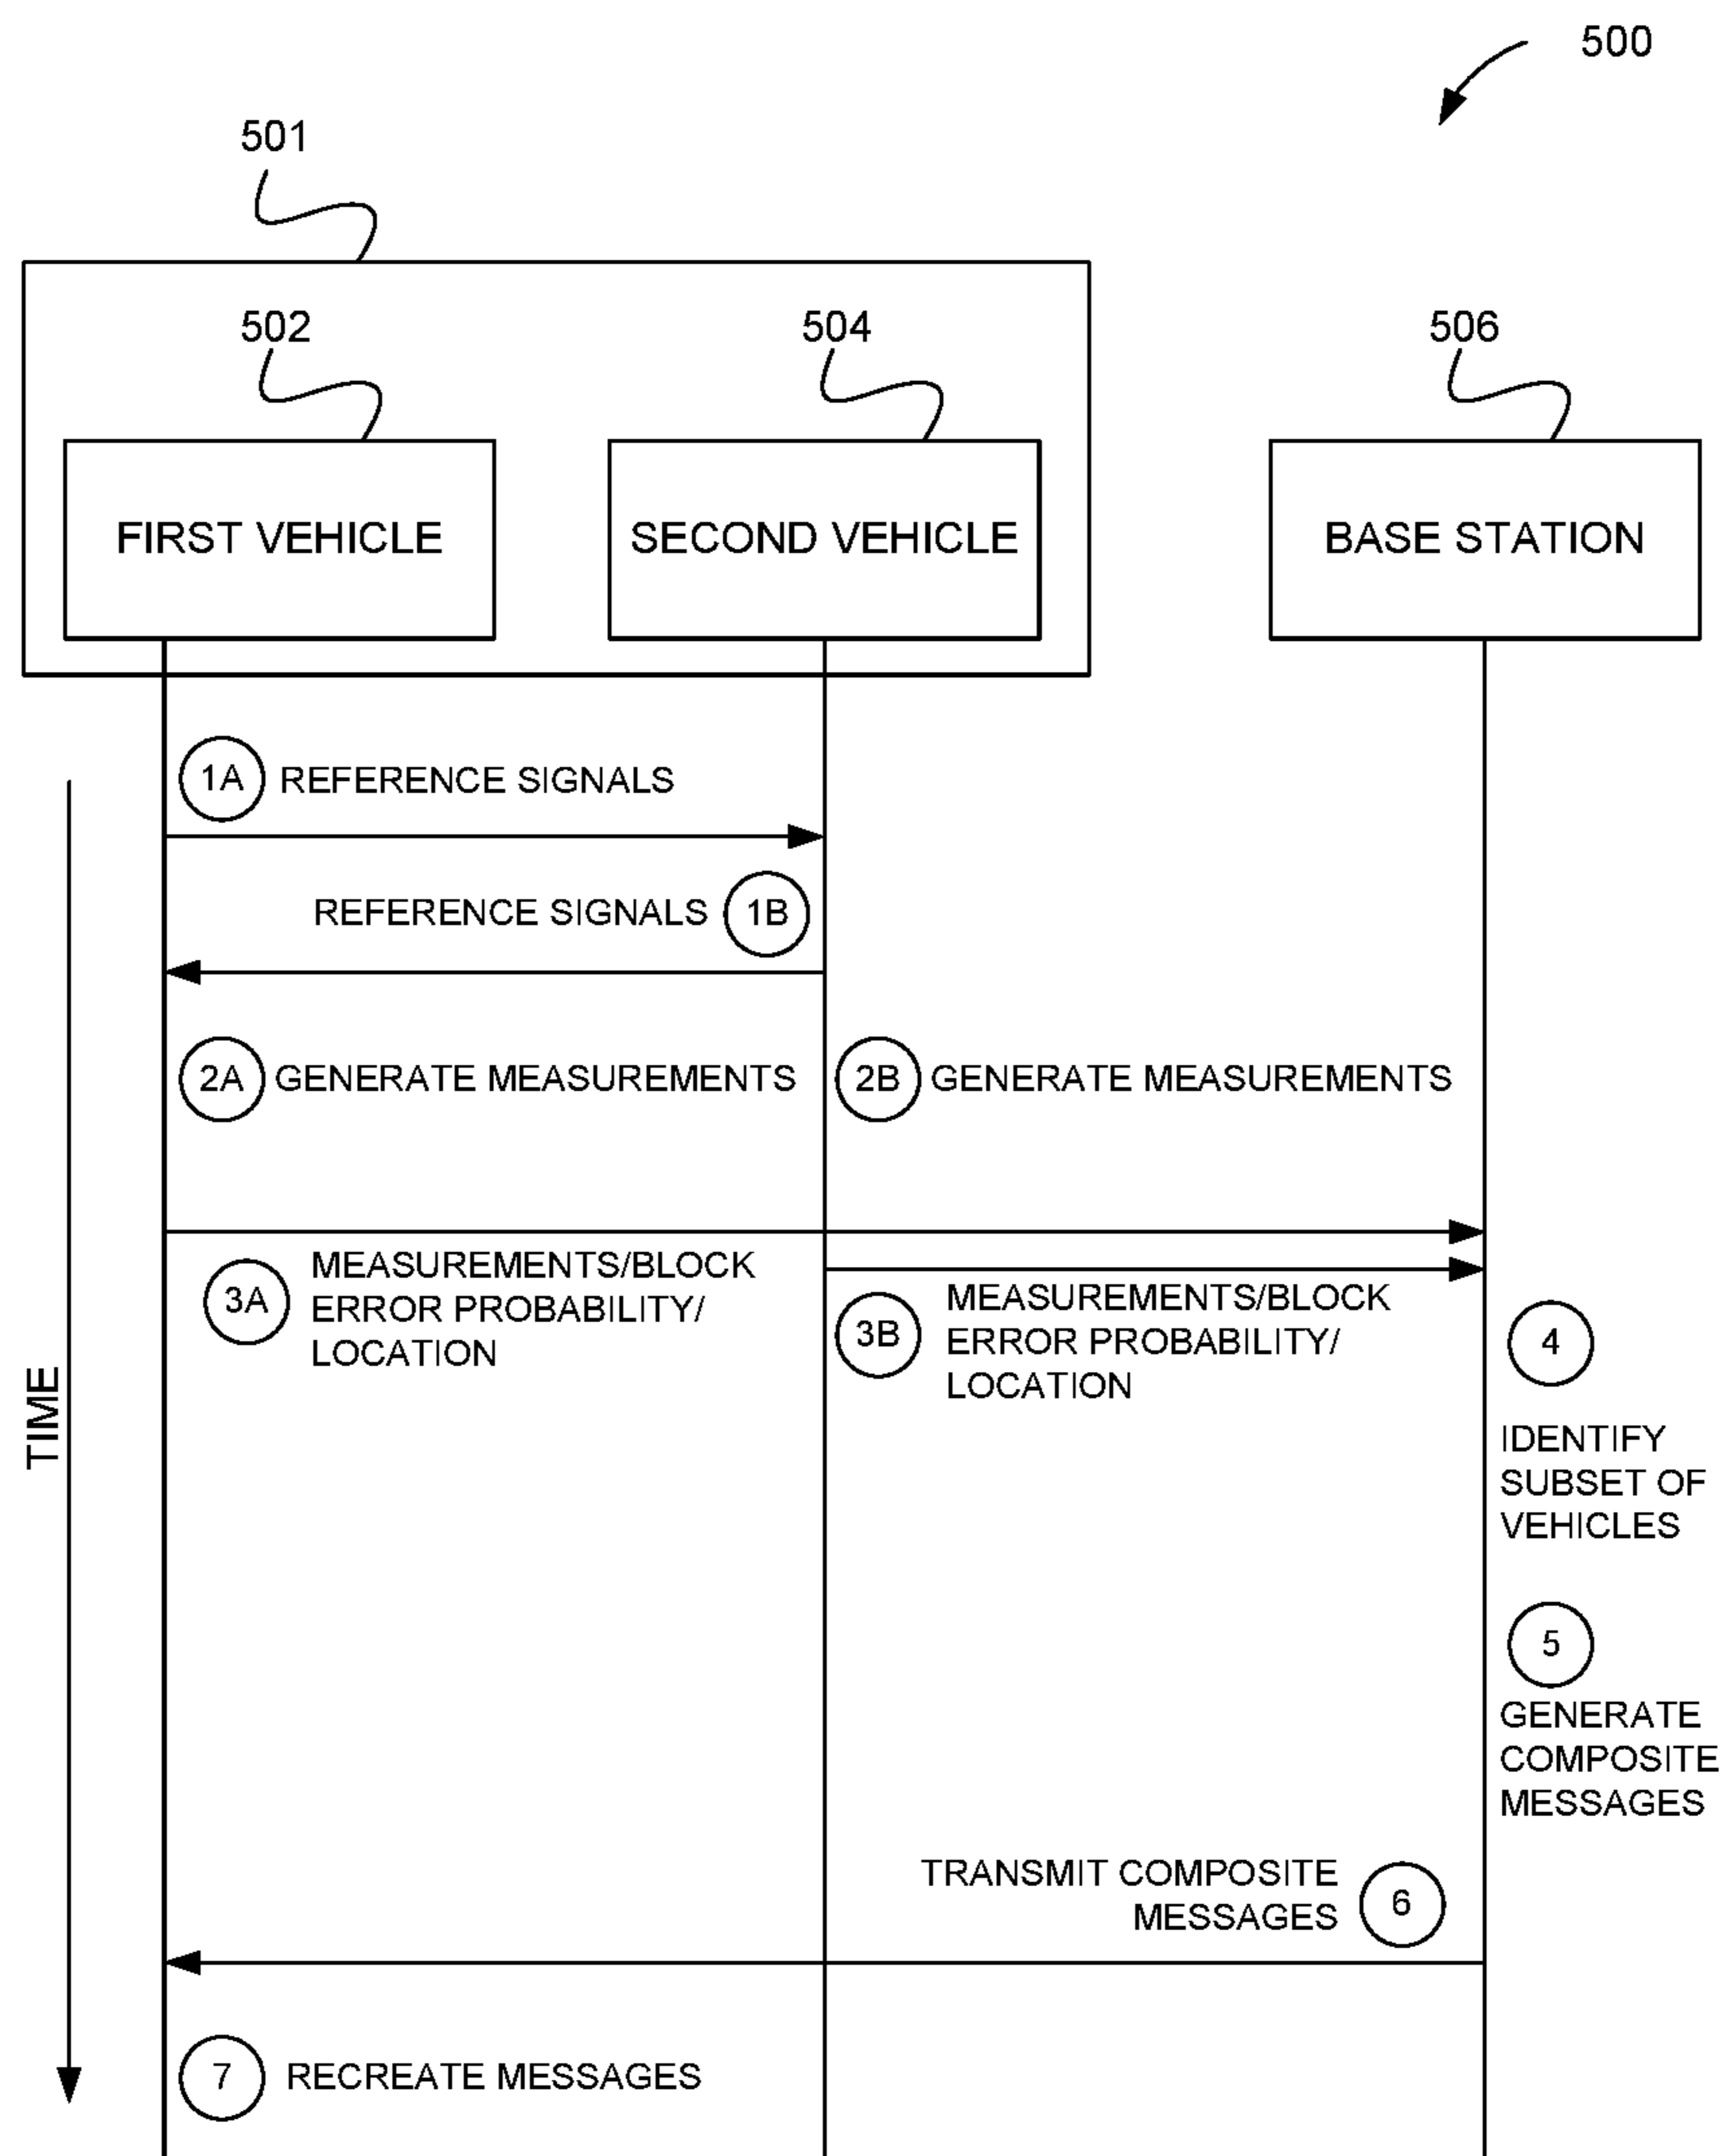 500
501
502
504
506
FIRST VEHICLE
SECOND VEHICLE
BASE STATION
1A REFERENCE SIGNALS
REFERENCE SIGNALS 1B
2A GENERATE MEASUREMENTS
2B GENERATE MEASUREMENTS
3A
MEASUREMENTS/BLOCK
ERROR PROBABILITY/
LOCATION
3B
MEASUREMENTS/BLOCK
ERROR PROBABILITY/
LOCATION
4
IDENTIFY
SUBSET OF
VEHICLES
TIME
5
GENERATE
COMPOSITE
MESSAGES
TRANSMIT COMPOSITE
MESSAGES
6
7 RECREATE MESSAGES